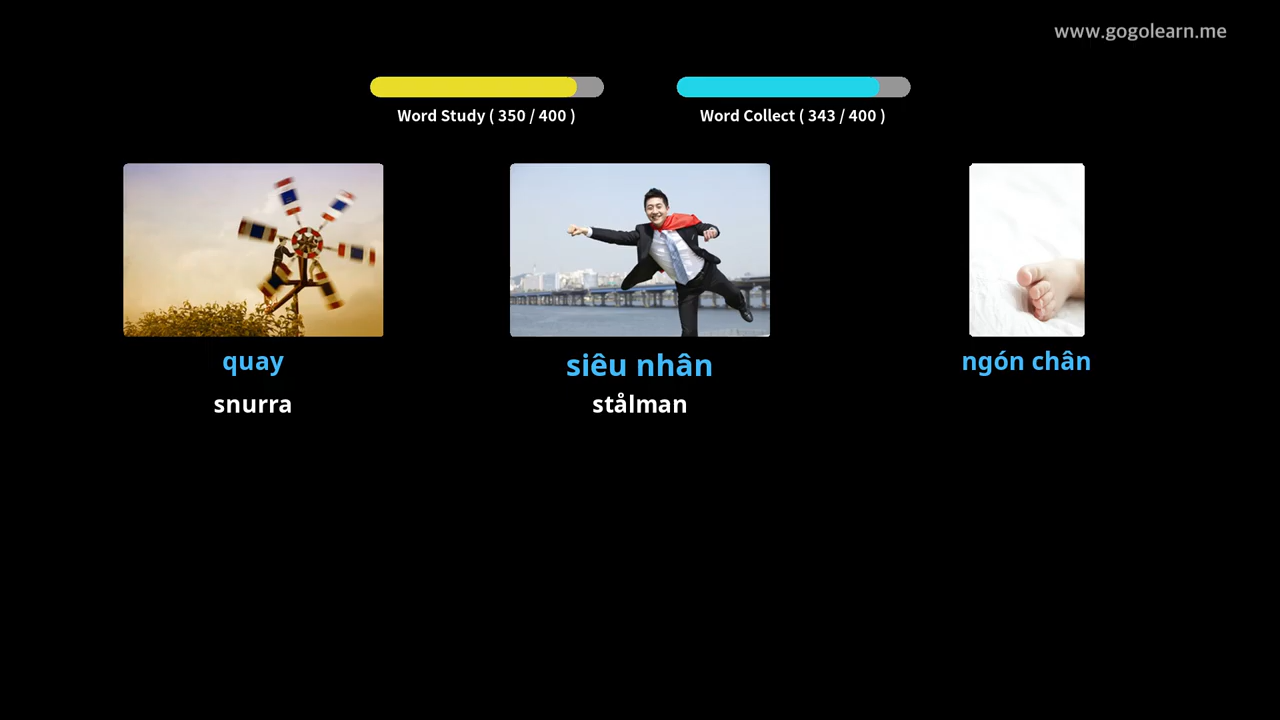 www.gogolearn.me
Word Study ( 350 / 400 )
Word Collect ( 343 / 400 )
quay
siêu nhân
ngón chân
snurra
stålman